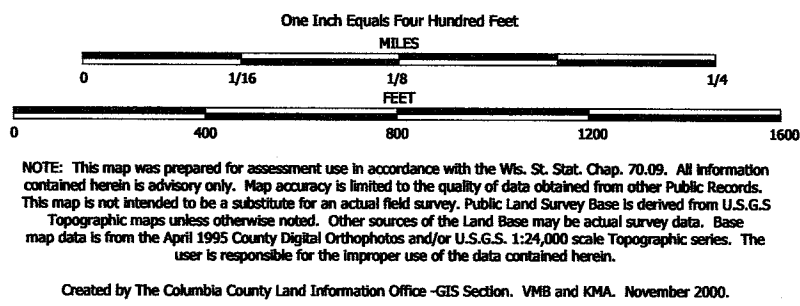 One Inch Equals Four Hundred Feet
MILES
0 1/16 1/8 1/4
FEET
0 400 800 1200 1600
NOTE: This map was prepared for assessment use in accordance with the Wis. St. Stat. Chap. 70.09. All information
contained herein is advisory only. Map accuracy is limited to the quality of data obtained from other Public Records.
This map is not intended to be a substitute for an actual field survey. Public Land Survey Base is derived from U.S.G.S
Topographic maps unless otherwise noted. Other sources of the Land Base may be actual survey data. Base
map data is from the April 1995 County Digital Orthophotos and/or U.S.G.S. 1:24,000 scale Topographic series. The
user is responsible for the improper use of the data contained herein.
Created by The Columbia County Land Information Office -GIS Section. VMB and KMA. November 2000.